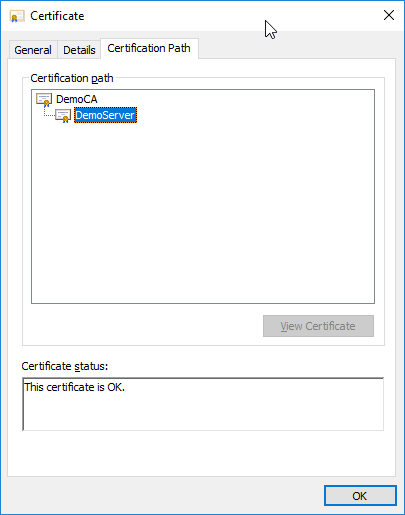 Certificate
General Details Certification Path
Certification path
DemoCA
DemoServer
View Certificate
Certificate status:
This certificate is OK.
OK